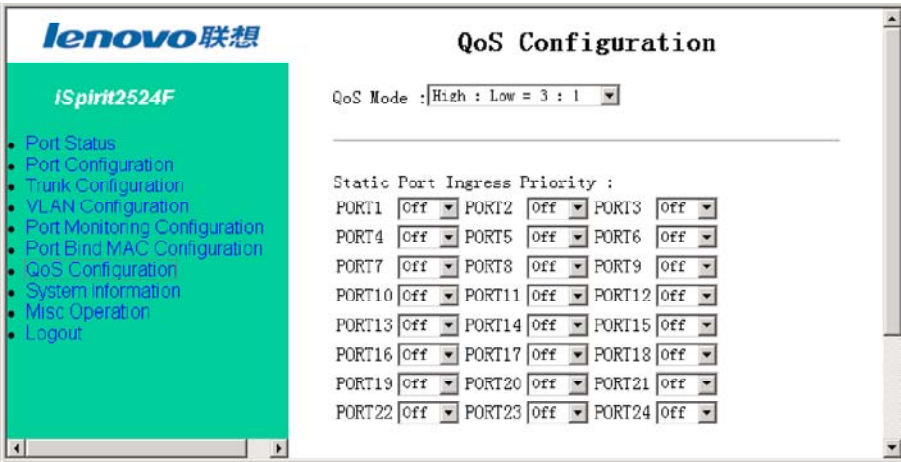 lenovo联想
iSpirit2524F
Port Status
Port Configuration
Trunk Configuration
VLAN Configuration
Port Monitoring Configuration
Port Bind MAC Configuration
QoS Configuration
System Information
Misc Operation
Logout
QoS Configuration
QoS Mode : High : Low = 3 : 1
Static Port Ingress Priority :
PORT1 Off PORT2 Off PORT3 Off
PORT4 Off PORT5 Off PORT6 Off
PORT7 Off PORT8 Off PORT9 Off
PORT10 Off PORT11 Off PORT12 Off
PORT13 Off PORT14 Off PORT15 Off
PORT16 Off PORT17 Off PORT18 Off
PORT19 Off PORT20 Off PORT21 Off
PORT22 Off PORT23 Off PORT24 Off